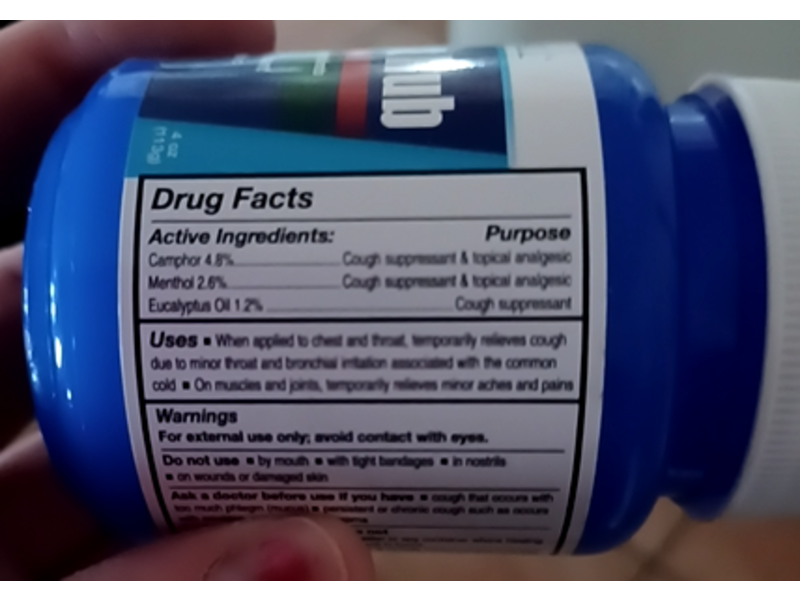 Rub
4 oz
(113g)
Drug Facts
Active Ingredients: Purpose
Camphor 4.8% Cough suppressant & topical analgesic
Menthol 2.6% Cough suppressant & topical analgesic
Eucalyptus Oil 1.2% Cough suppressant
Uses ▪ When applied to chest and throat, temporarily relieves cough
due to minor throat and bronchial irritation associated with the common
cold ▪ On muscles and joints, temporarily relieves minor aches and pains
Warnings
For external use only; avoid contact with eyes.
Do not use ▪ by mouth ▪ with tight bandages ▪ in nostrils
▪ on wounds or damaged skin
Ask a doctor before use if you have ▪ cough that occurs with
too much phlegm (mucus) ▪ persistent or chronic cough such as occurs